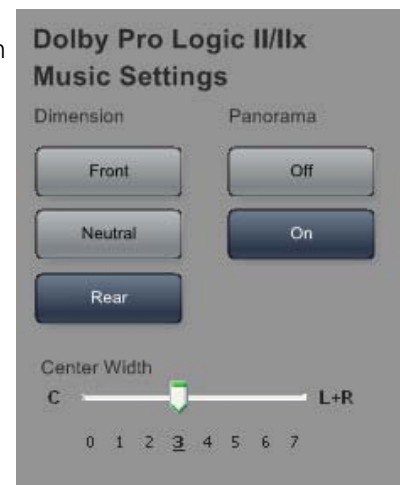 Dolby Pro Logic II/IIx
Music Settings
Dimension Panorama
Front Off
Neutral On
Rear
Center Width
C L+R
0 1 2 3 4 5 6 7